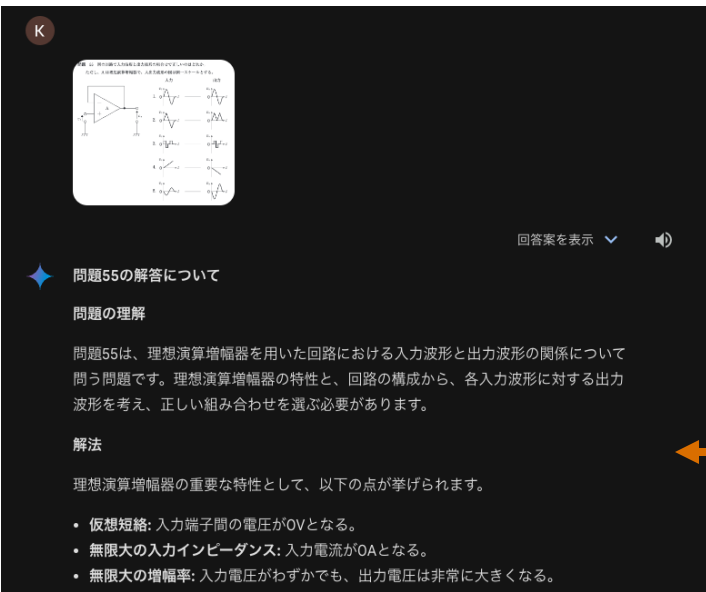 K
入力
出力
1.
2.
3.
4.
5.
回答案を表示
問題55の解答について
問題の理解
問題55は、理想演算増幅器を用いた回路における入力波形と出力波形の関係について
問う問題です。理想演算増幅器の特性と、回路の構成から、各入力波形に対する出力
波形を考え、正しい組み合わせを選ぶ必要があります。
解法
理想演算増幅器の重要な特性として、以下の点が挙げられます。
• 仮想短絡: 入力端子間の電圧が0Vとなる。
• 無限大の入力インピーダンス: 入力電流が0Aとなる。
• 無限大の増幅率: 入力電圧がわずかでも、出力電圧は非常に大きくなる。